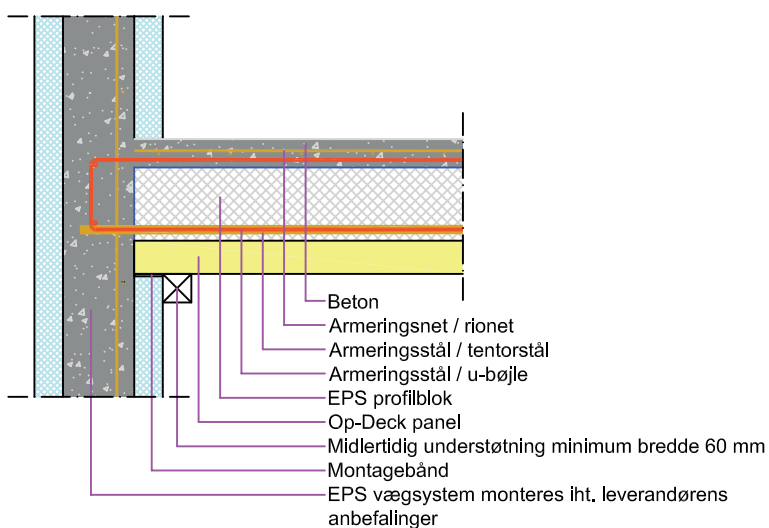 Beton
Armeringsnet / rionet
Armeringsstål / tentorstål
Armeringsstål / u-bøjle
EPS profilblok
Op-Deck panel
Midlertidig understøtning minimum bredde 60 mm
Montagebånd
EPS vægsystem monteres iht. leverandørens
anbefalinger